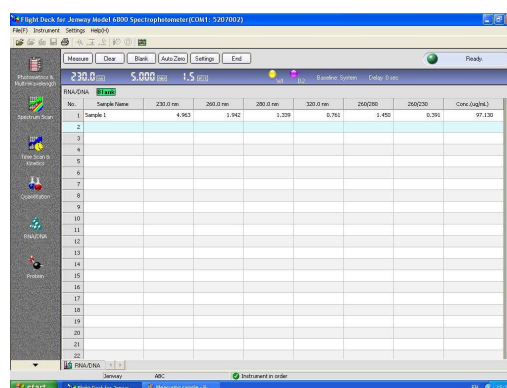 Flight Deck for Jenway Model 6800 Spectrophotometer(COM1: 5207002)
File(F) Instrument Settings Help(H)
Measure Clear Blank Auto Zero Settings End Ready.
230.0 nm 5.000 1.5 WI D2 Baseline: System Delay 0 sec
Photometrics & Multi-Wavelength
Spectrum Scan
Time Scan & Kinetics
Quantitation
RNA/DNA
Protein
RNA/DNA Blank
No. Sample Name 230.0 nm 260.0 nm 280.0 nm 320.0 nm 260/280 260/230 Conc.(ug/mL)
1 Sample 1 4.963 1.942 1.339 0.761 1.450 0.391 97.130
2
3
4
5
6
7
8
9
10
11
12
13
14
15
16
17
18
19
20
21
22
RNA/DNA
Jenway ABC Instrument in order
start